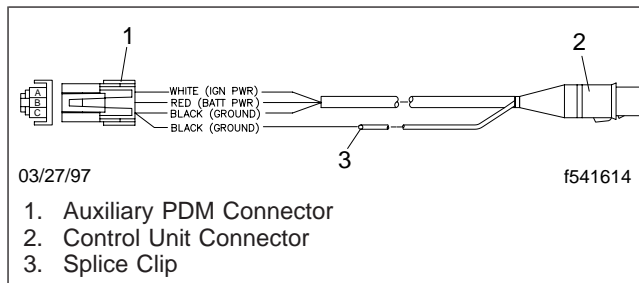 1
2
A
B
C
WHITE (IGN PWR)
RED (BATT PWR)
BLACK (GROUND)
BLACK (GROUND)
3
03/27/97
f541614
1. Auxiliary PDM Connector
2. Control Unit Connector
3. Splice Clip